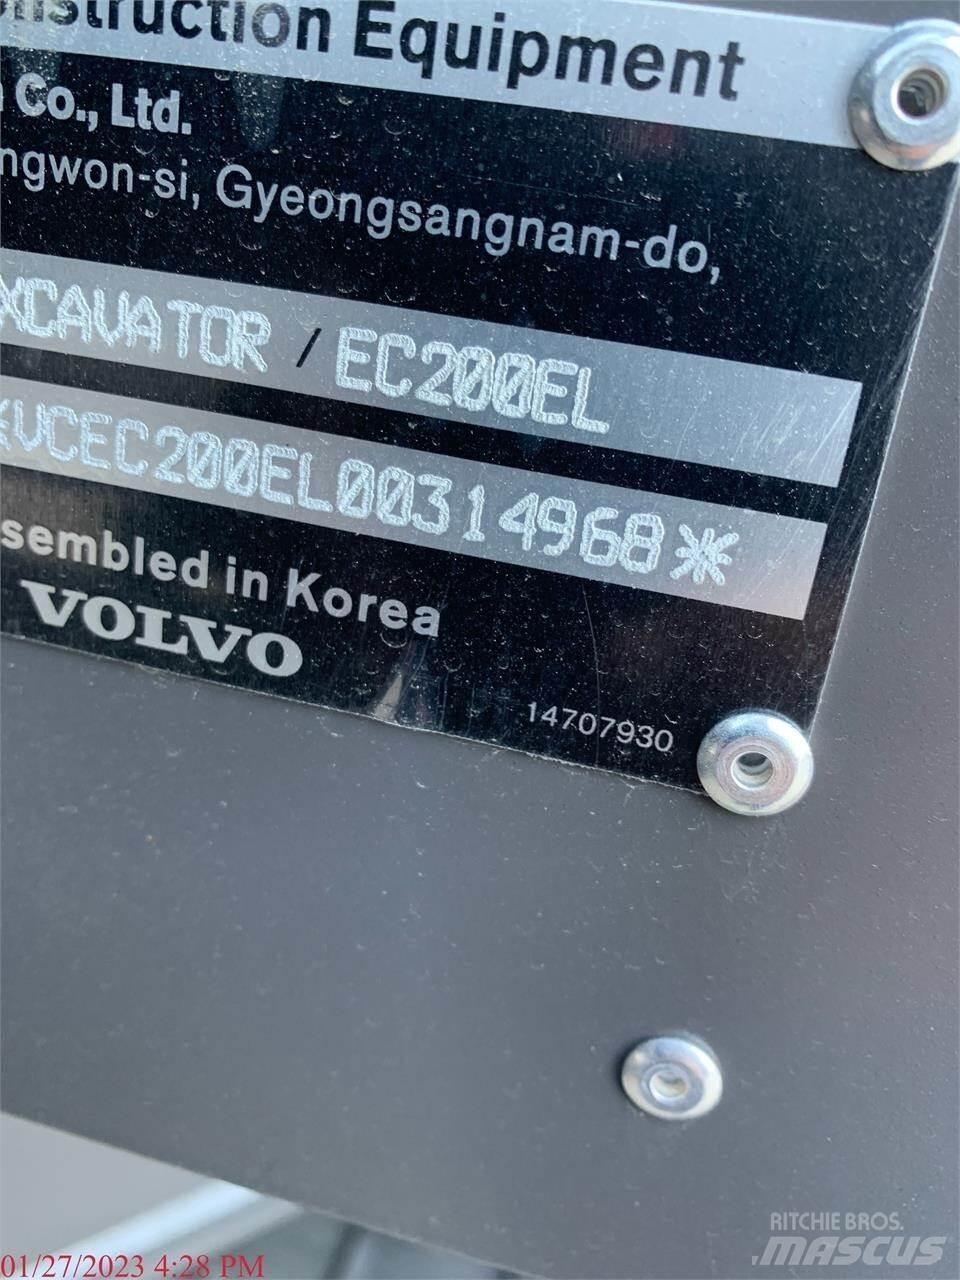 nstruction Equipment
Co., Ltd.
ngwon-si, Gyeongsangnam-do,
XCAVATOR / EC200EL
VCEC200EL00314968*
sembled in Korea
VOLVO
14707930
RITCHIE BROS.
MASCUS
01/27/2023 4:28 PM